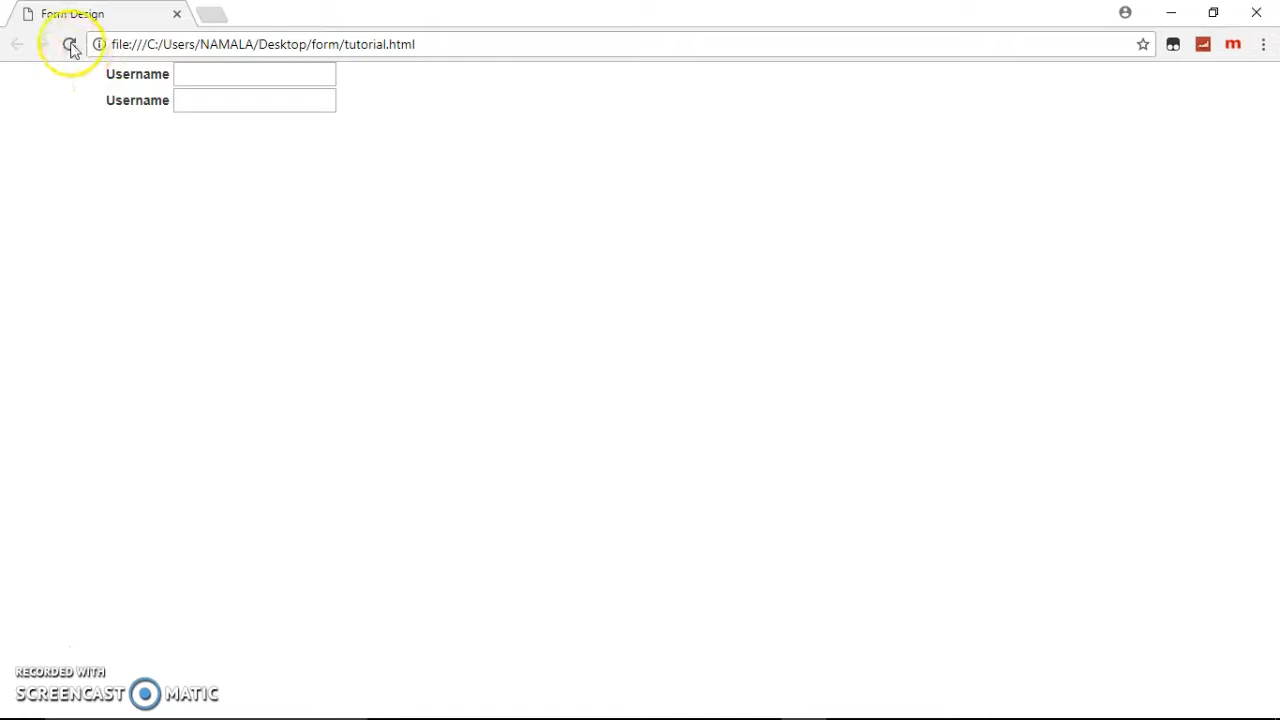 Form Design
file:///C:/Users/NAMALA/Desktop/form/tutorial.html
m
Username
Username
RECORDED WITH
SCREENCAST MATIC